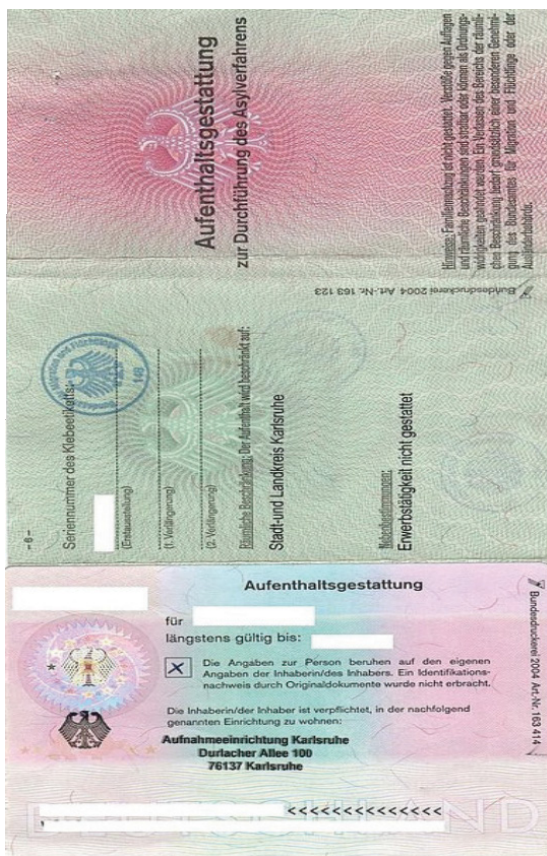 Aufenthaltsgestattung
zur Durchführung des Asylverfahrens
Hinweise: Familiennachzug ist nicht gestattet. Verstöße gegen Auflagen
und räumliche Beschränkungen sind strafbar oder können als Ordnungs-
widrigkeiten geahndet werden. Ein Verlassen des Bereichs der räumli-
chen Beschränkung bedarf grundsätzlich einer besonderen Genehmi-
gung des Bundesamtes für Migration und Flüchtlinge oder der
Ausländerbehörde.
Bundesdruckerei 2004 Art.-Nr. 163 123
- 6 -
Seriennummer des Klebeetiketts:
Migration und Flüchtlinge
146
(Erstausstellung)
(1. Verlängerung)
(2. Verlängerung)
Räumliche Beschränkung: Der Aufenthalt wird beschränkt auf:
Stadt-und Landkreis Karlsruhe
Nebenbestimmungen:
Erwerbstätigkeit nicht gestattet
Aufenthaltsgestattung
für
längstens gültig bis:
X Die Angaben zur Person beruhen auf den eigenen
Angaben der Inhaberin/des Inhabers. Ein Identifikations-
nachweis durch Originaldokumente wurde nicht erbracht.
Die Inhaberin/der Inhaber ist verpflichtet, in der nachfolgend
genannten Einrichtung zu wohnen:
Aufnahmeeinrichtung Karlsruhe
Durlacher Allee 100
76137 Karlsruhe
<<<<<<<<<<<<<<
Bundesdruckerei 2004 Art.-Nr. 163 414